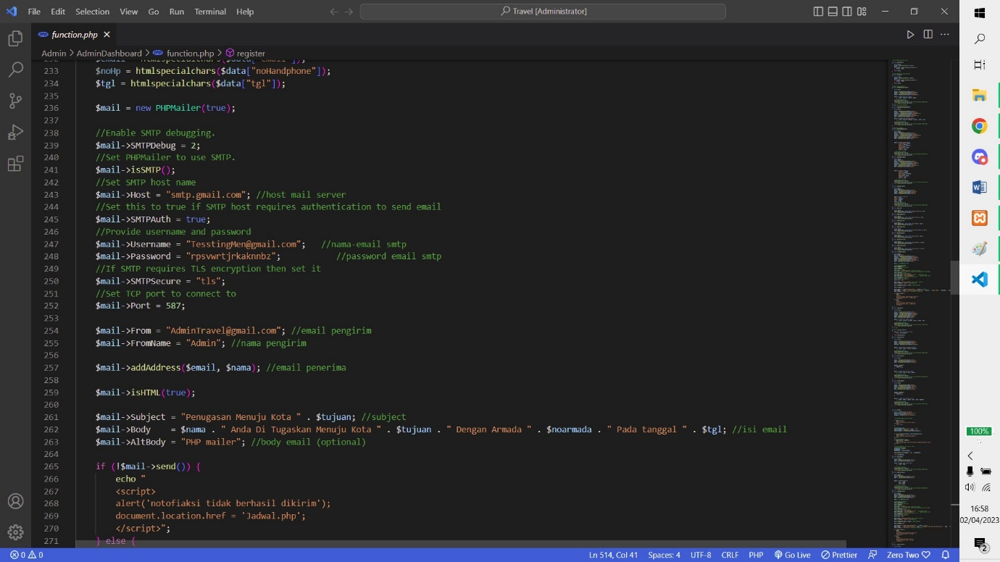 File Edit Selection View Go Run Terminal Help
Travel [Administrator]
function.php
Admin > AdminDashboard > function.php > register
233 $noHp = htmlspecialchars($data["noHandphone"]);
234 $tgl = htmlspecialchars($data["tgl"]);
235
236 $mail = new PHPMailer(true);
237
238 //Enable SMTP debugging.
239 $mail->SMTPDebug = 2;
240 //Set PHPMailer to use SMTP.
241 $mail->isSMTP();
242 //Set SMTP host name
243 $mail->Host = "smtp.gmail.com"; //host mail server
244 //Set this to true if SMTP host requires authentication to send email
245 $mail->SMTPAuth = true;
246 //Provide username and password
247 $mail->Username = "TesstingMen@gmail.com"; //nama-email smtp
248 $mail->Password = "rpsvwrtjrkaknnbz"; //password email smtp
249 //If SMTP requires TLS encryption then set it
250 $mail->SMTPSecure = "tls";
251 //Set TCP port to connect to
252 $mail->Port = 587;
253
254 $mail->From = "AdminTravel@gmail.com"; //email pengirim
255 $mail->FromName = "Admin"; //nama pengirim
256
257 $mail->addAddress($email, $nama); //email penerima
258
259 $mail->isHTML(true);
260
261 $mail->Subject = "Penugasan Menuju Kota " . $tujuan; //subject
262 $mail->Body = $nama . " Anda Di Tugaskan Menuju Kota " . $tujuan . " Dengan Armada " . $noarmada . " Pada tanggal " . $tgl; //isi email
263 $mail->AltBody = "PHP mailer"; //body email (optional)
264
265 if (!$mail->send()) {
266 echo "
267 <script>
268 alert('notofiaksi tidak berhasil dikirim');
269 document.location.href = 'Jadwal.php';
270 </script>";
271 } else {
0 0 Ln 514, Col 41 Spaces: 4 UTF-8 CRLF PHP Go Live Prettier Zero Two
100%
16:58
02/04/2023
2